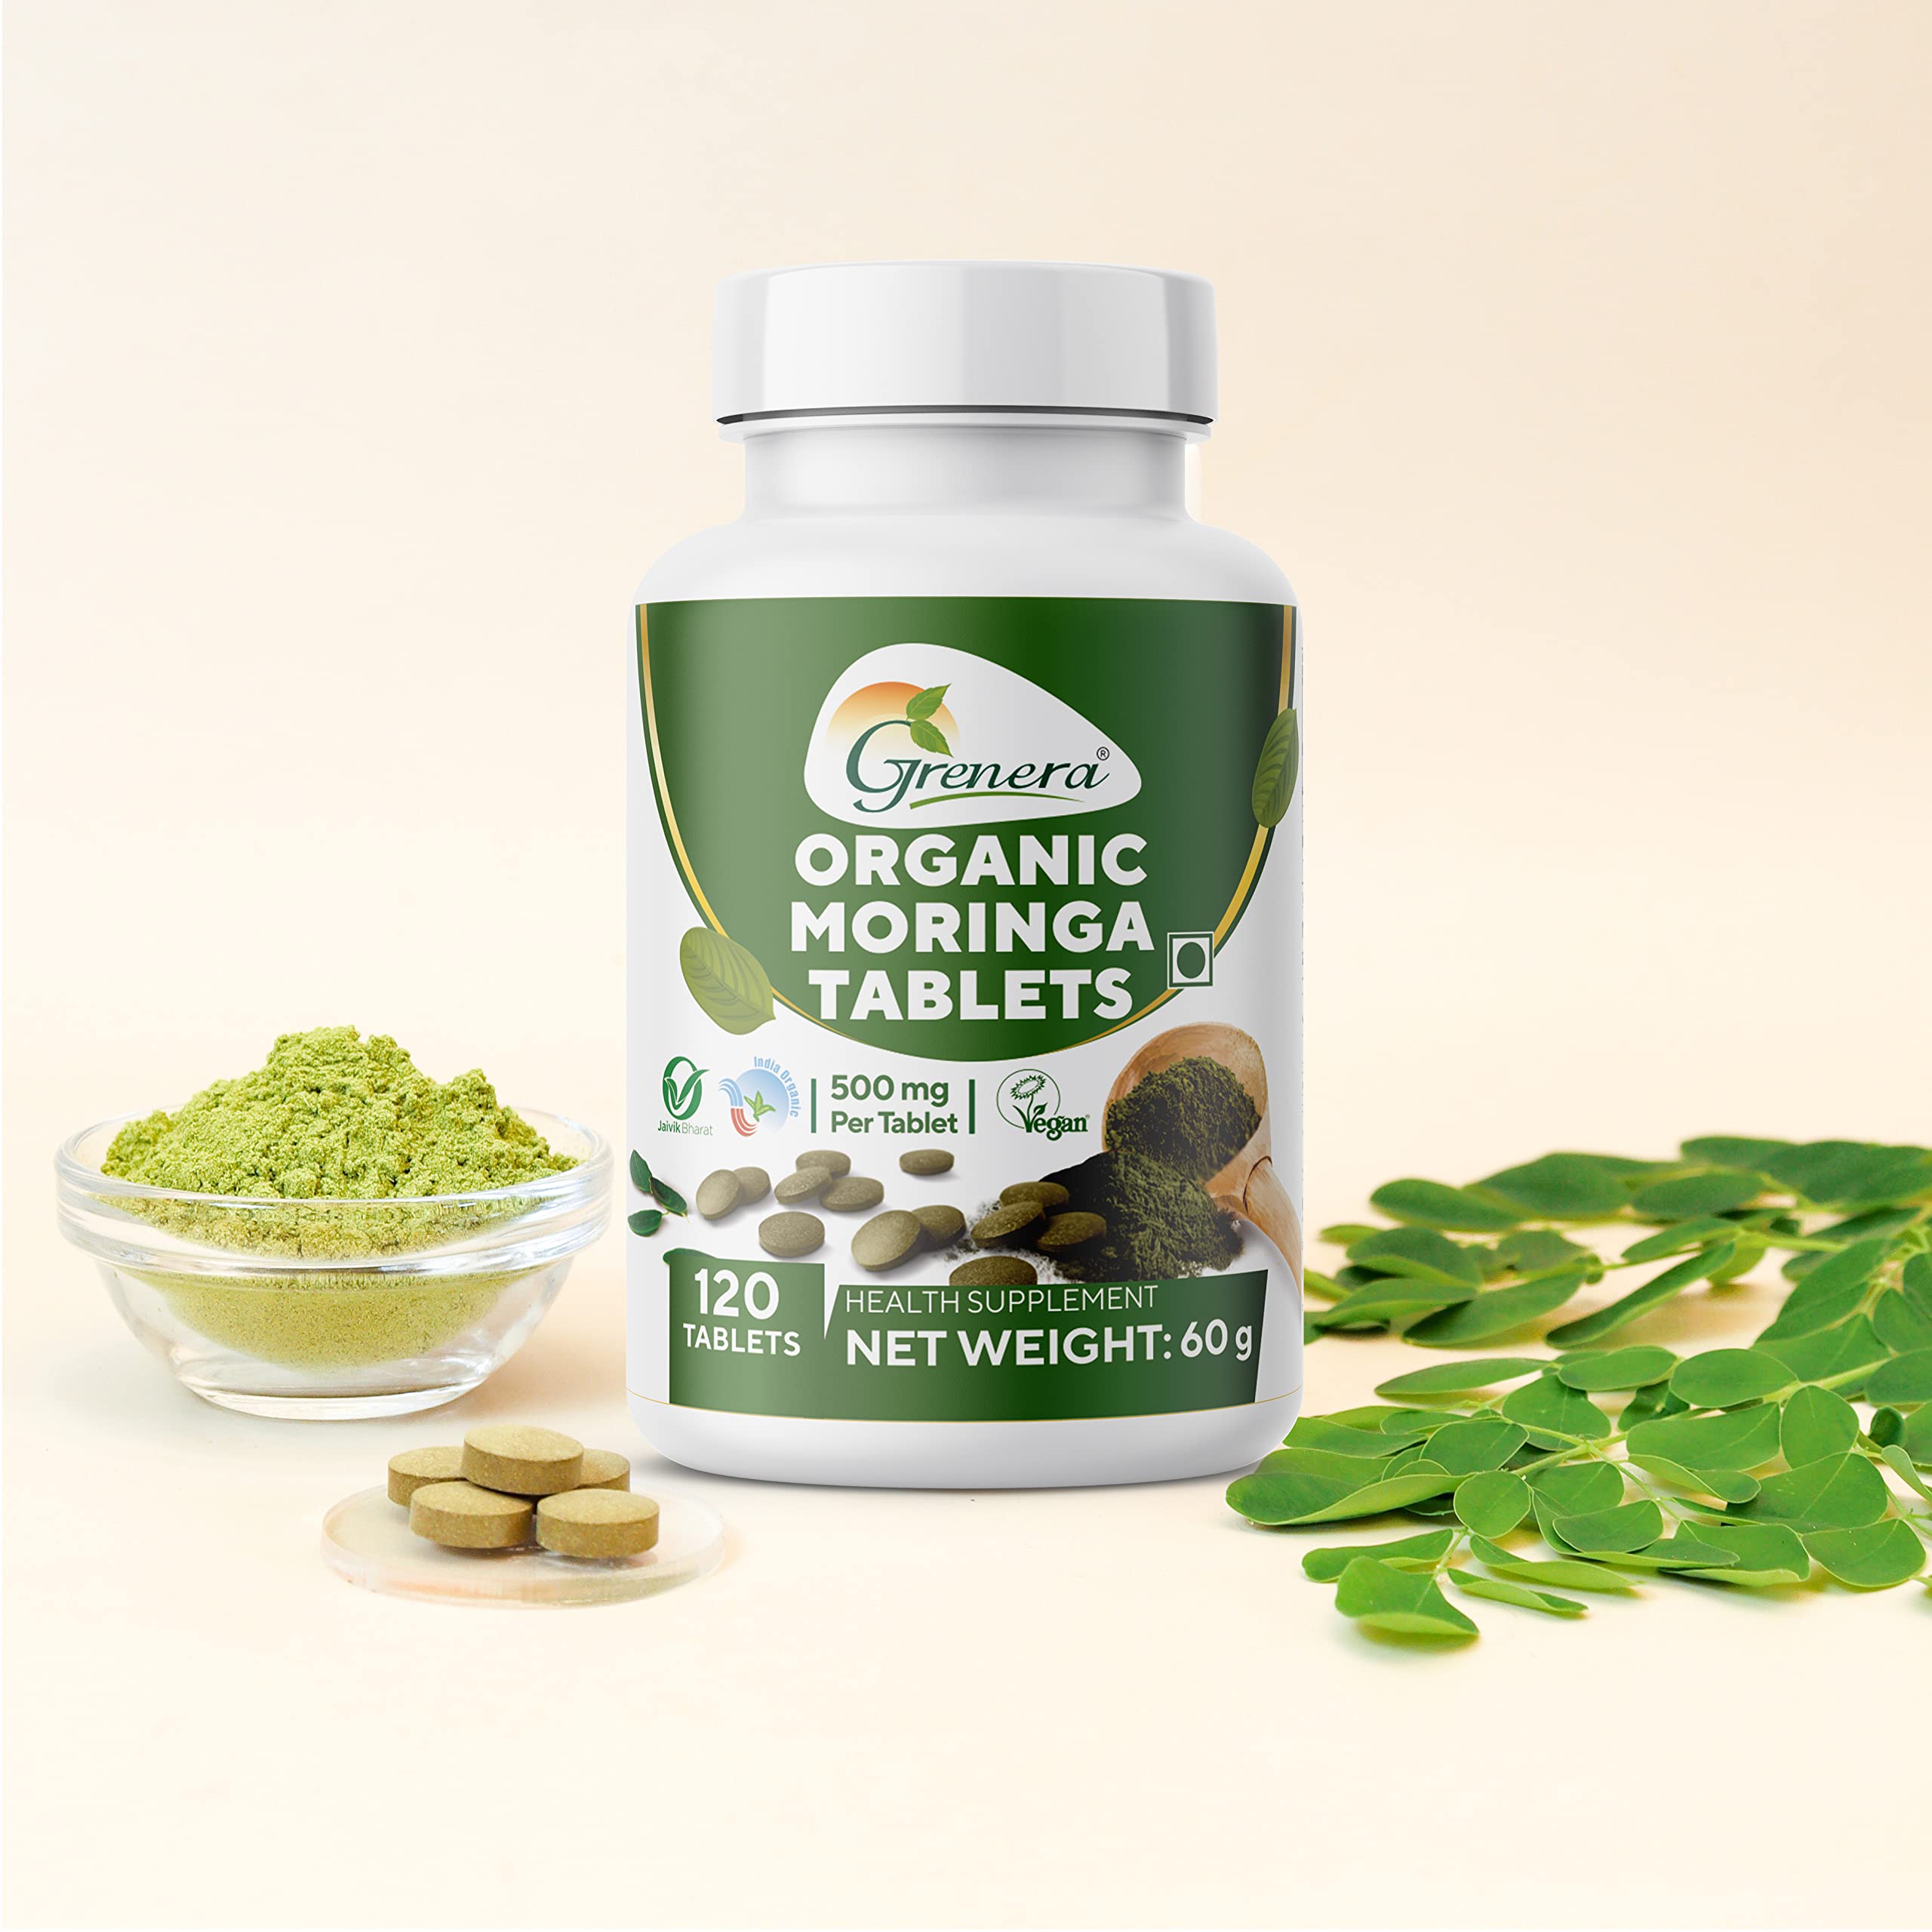 Grenera®
ORGANIC
MORINGA
TABLETS
Jaivik Bharat
India Organic
500 mg
Per Tablet
Vegan
120
TABLETS
HEALTH SUPPLEMENT
NET WEIGHT: 60 g